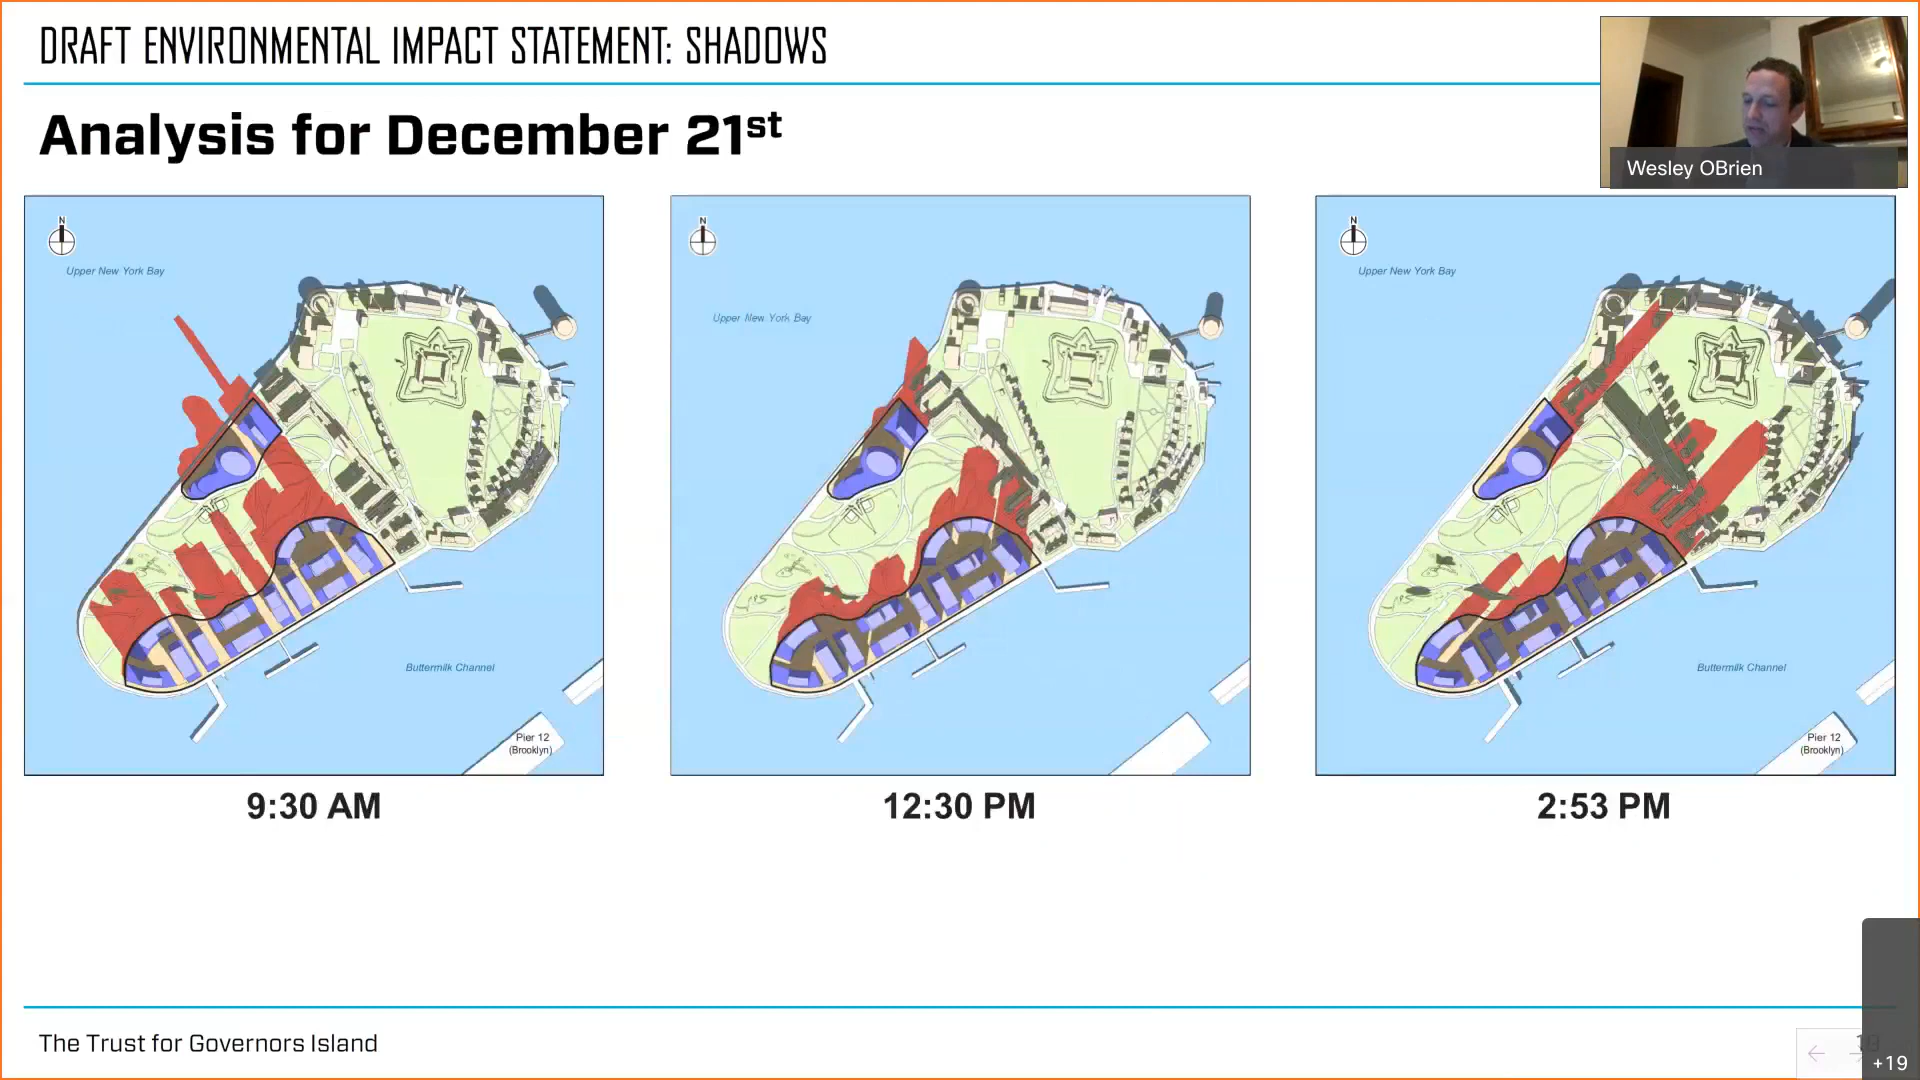 DRAFT ENVIRONMENTAL IMPACT STATEMENT: SHADOWS
Wesley OBrien
Analysis for December 21st
N
Upper New York Bay
Buttermilk Channel
Pier 12
(Brooklyn)
9:30 AM
N
Upper New York Bay
12:30 PM
N
Upper New York Bay
Buttermilk Channel
Pier 12
(Brooklyn)
2:53 PM
The Trust for Governors Island
+19